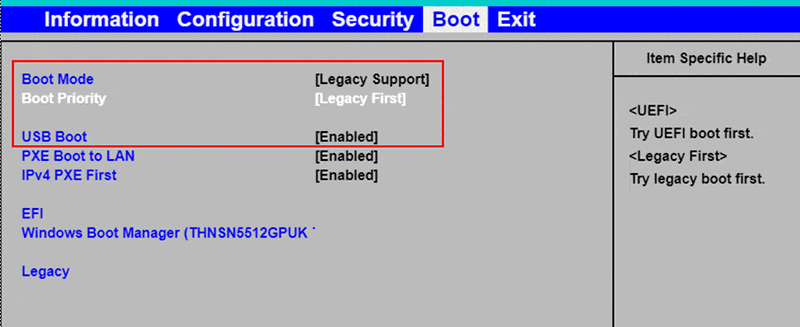 Information Configuration Security Boot Exit
Item Specific Help
Boot Mode [Legacy Support]
Boot Priority [Legacy First]
USB Boot [Enabled]
PXE Boot to LAN [Enabled]
IPv4 PXE First [Enabled]
EFI
Windows Boot Manager (THNSN5512GPUK T
Legacy
<UEFI>
Try UEFI boot first.
<Legacy First>
Try legacy boot first.